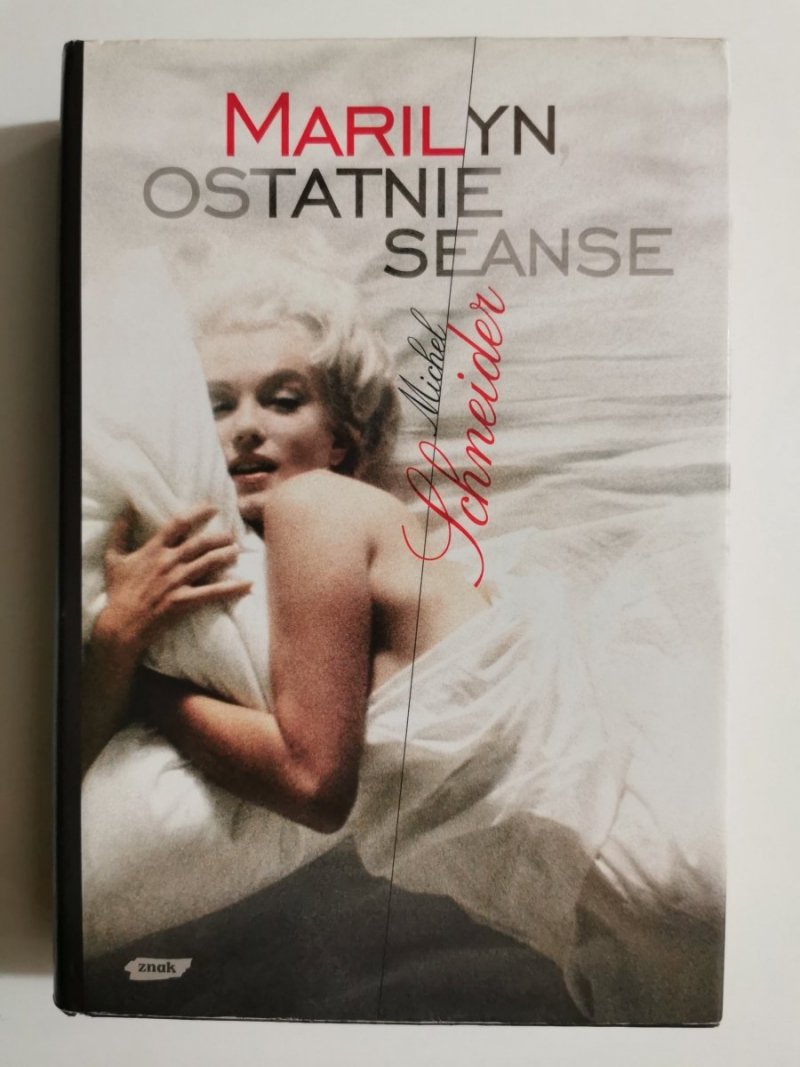 MARILYN,
OSTATNIE
SEANSE
Michel
Schneider
znak